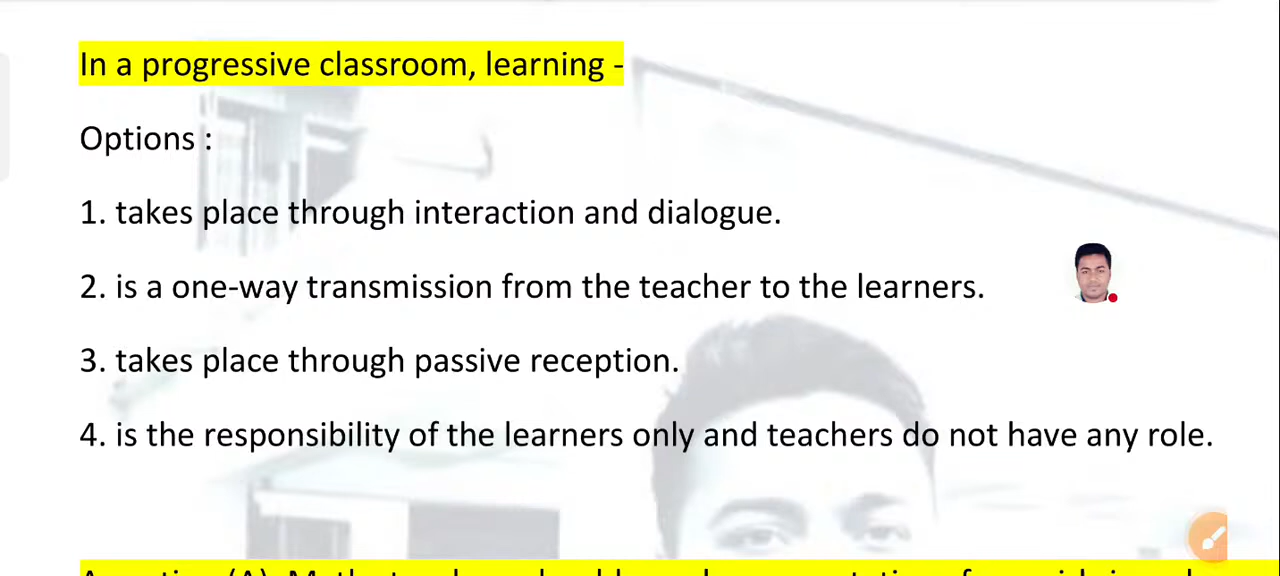 In a progressive classroom, learning -
Options :
1. takes place through interaction and dialogue.
2. is a one-way transmission from the teacher to the learners.
3. takes place through passive reception.
4. is the responsibility of the learners only and teachers do not have any role.